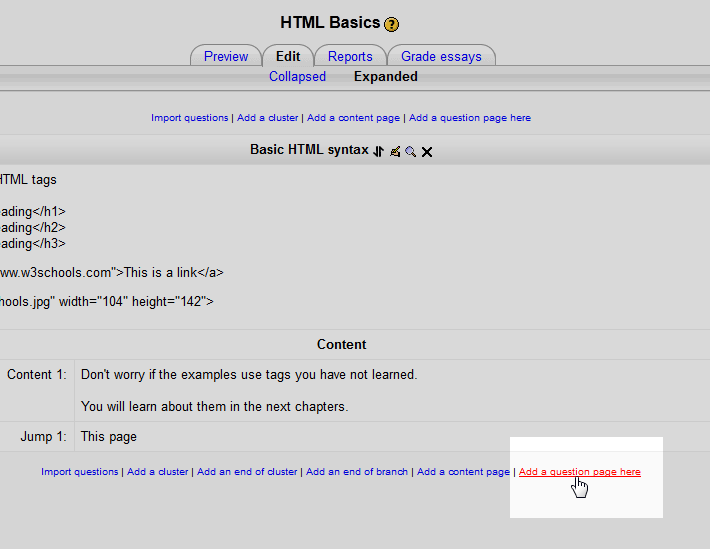 HTML Basics
Preview Edit Reports Grade essays
Collapsed Expanded
Import questions | Add a cluster | Add a content page | Add a question page here
Basic HTML syntax
HTML tags
ading</h1>
ading</h2>
ading</h3>
ww.w3schools.com">This is a link</a>
hools.jpg" width="104" height="142">
Content
Content 1: Don't worry if the examples use tags you have not learned.
You will learn about them in the next chapters.
Jump 1: This page
Import questions | Add a cluster | Add an end of cluster | Add an end of branch | Add a content page | Add a question page here